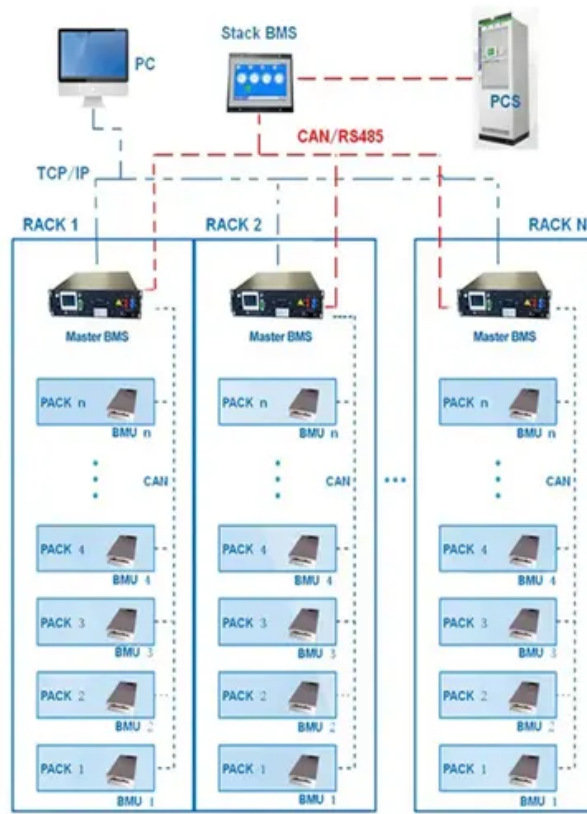 Stack BMS
PC
PCS
CAN/RS485
TCP/IP
RACK 1
RACK 2
RACK N
Master BMS
Master BMS
Master BMS
PACK n
BMU n
PACK n
BMU n
PACK n
BMU n
CAN
CAN
CAN
PACK 4
BMU 4
PACK 4
BMU 4
PACK 4
BMU 4
PACK 3
BMU 3
PACK 3
BMU 3
PACK 3
BMU 3
PACK 2
BMU 2
PACK 2
BMU 2
PACK 2
BMU 2
PACK 1
BMU 1
PACK 1
BMU 1
PACK 1
BMU 1